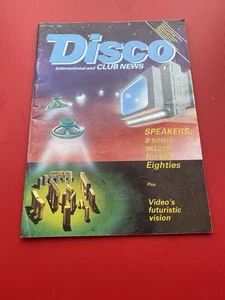 Disco
International and CLUB NEWS
SPEAKERS:
a sonic
attack
for the
Eighties
Plus
Video's
futuristic
vision